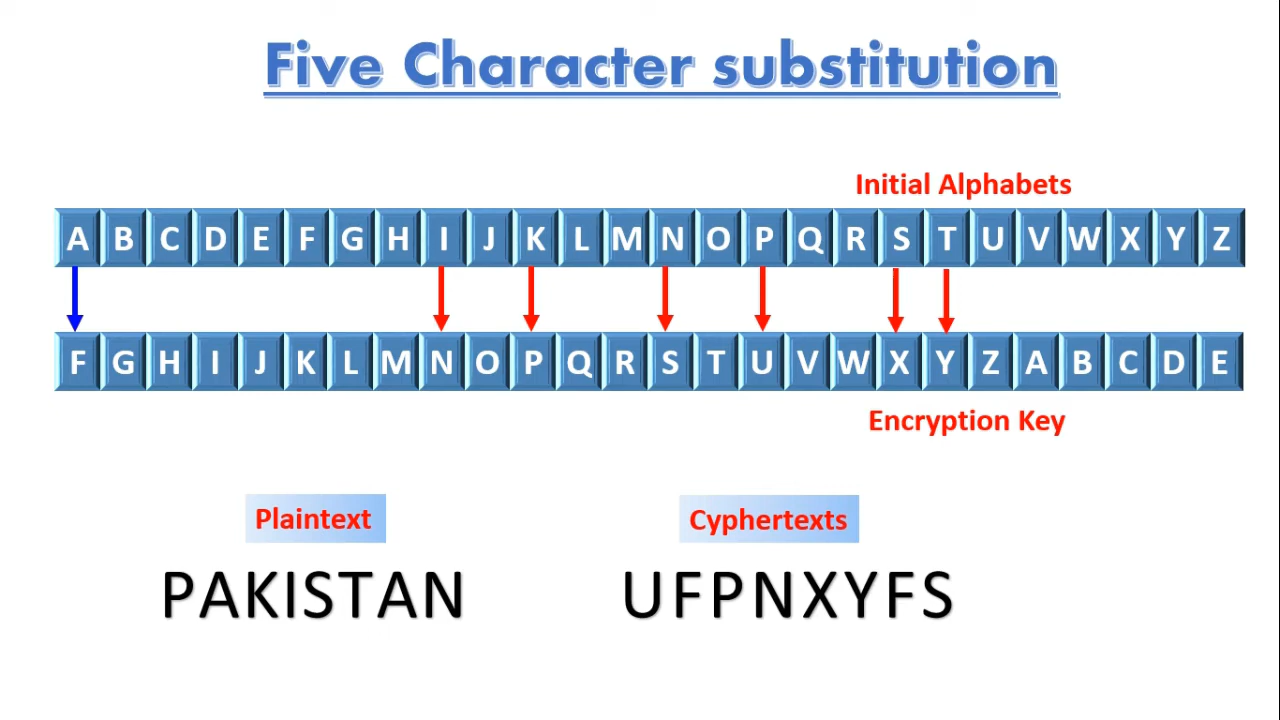 Five Character substitution
Initial Alphabets
A B C D E F G H I J K L M N O P Q R S T U V W X Y Z
F G H I J K L M N O P Q R S T U V W X Y Z A B C D E
Encryption Key
Plaintext Cyphertexts
PAKISTAN UFPNXYFS